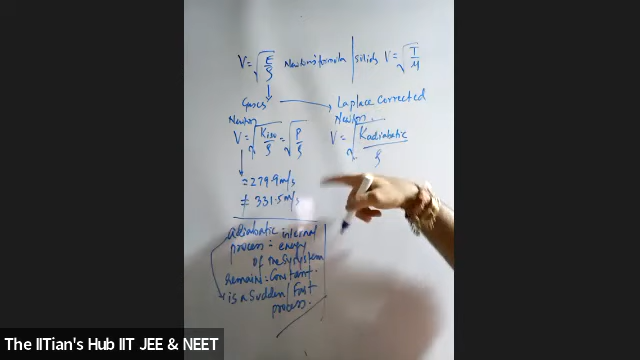 V = √E/ρ Newton's formula | solids V = √T/μ
Gases → Laplace Corrected
Newton Newton
V = √Kiso/ρ = √P/ρ V = √Kadiabatic/ρ
= 279.9 m/s
≠ 331.5 m/s
adiabatic internal
process = energy
of the System
remains = Constant.
is a Sudden / Fast
process.
The IITian's Hub IIT JEE & NEET